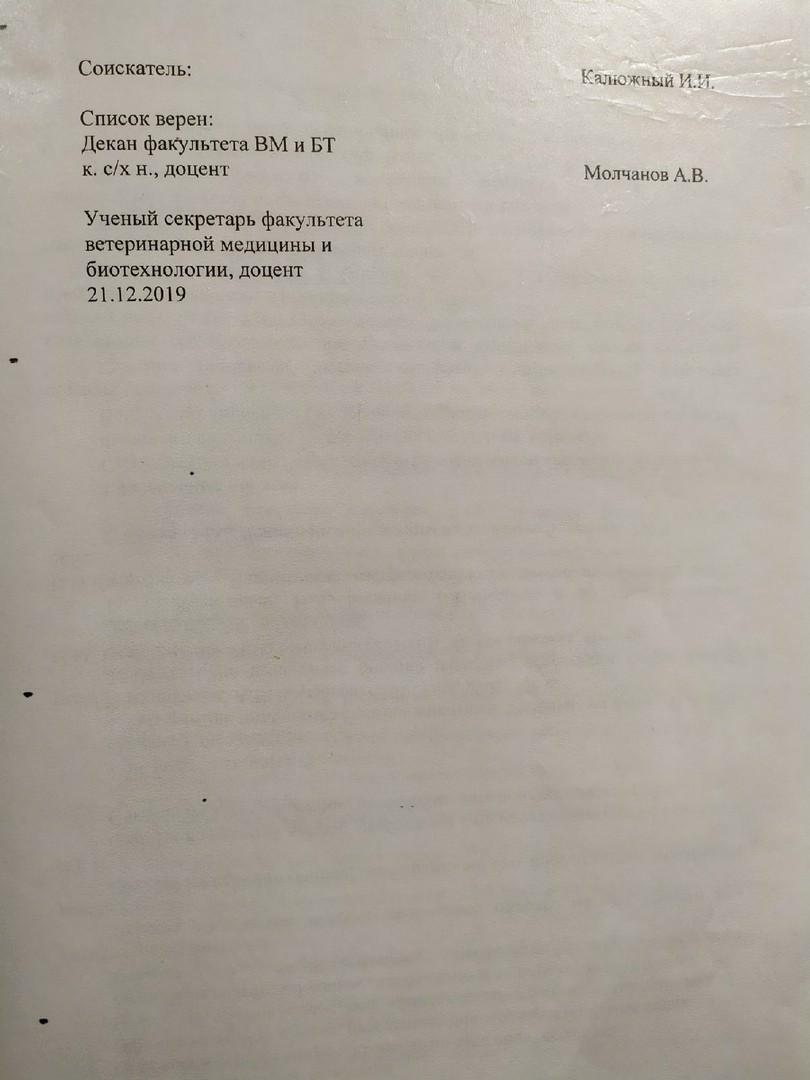 Соискатель: Калюжный И.И.
Список верен:
Декан факультета ВМ и БТ
к. с/х н., доцент Молчанов А.В.
Ученый секретарь факультета
ветеринарной медицины и
биотехнологии, доцент
21.12.2019